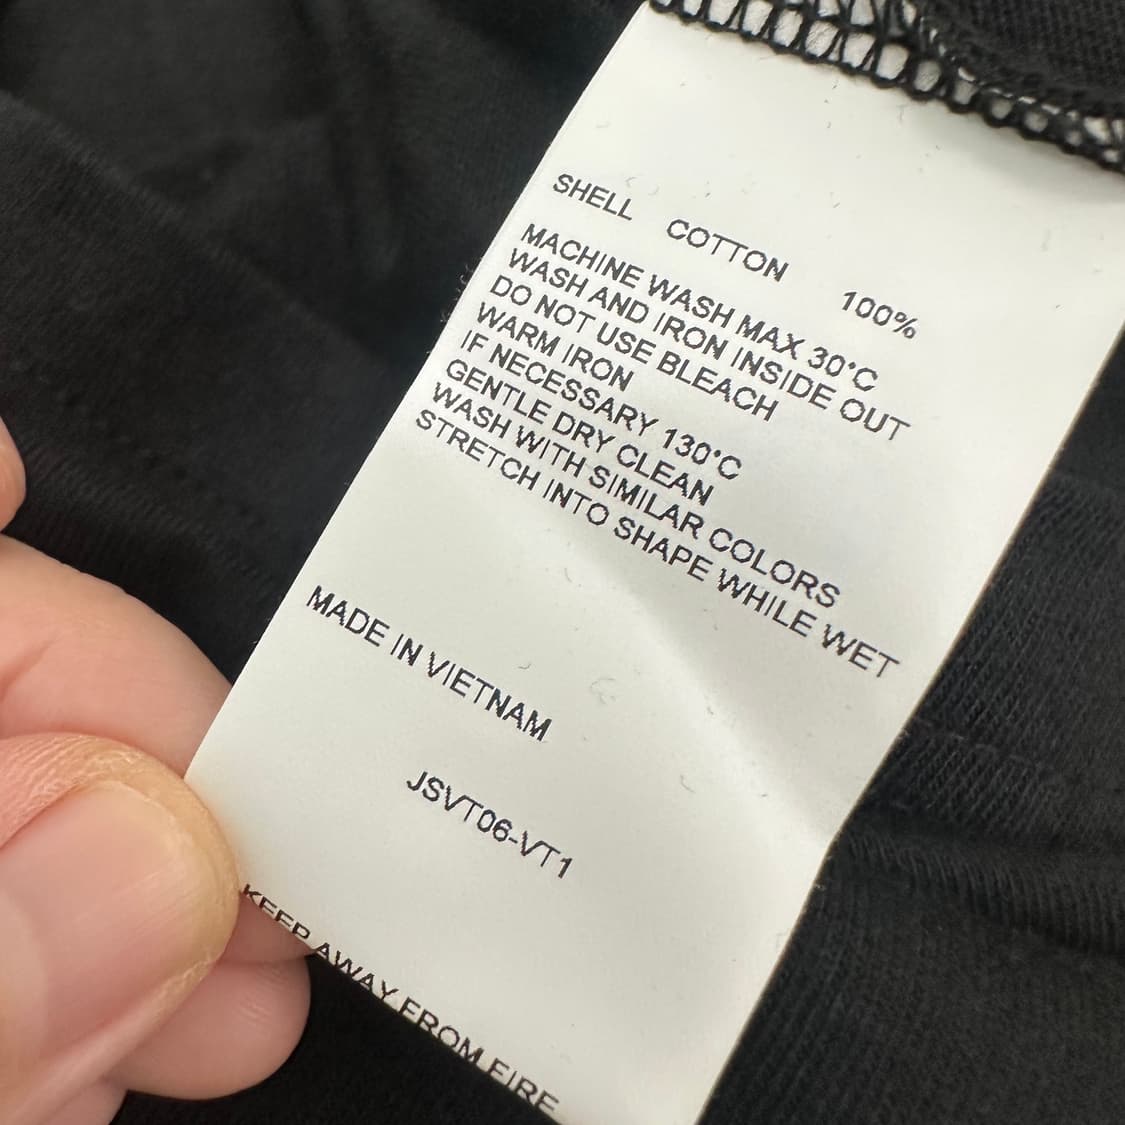 SHELL COTTON 100%
MACHINE WASH MAX 30°C
WASH AND IRON INSIDE OUT
DO NOT USE BLEACH
WARM IRON
IF NECESSARY 130°C
GENTLE DRY CLEAN
WASH WITH SIMILAR COLORS
STRETCH INTO SHAPE WHILE WET
MADE IN VIETNAM
JSVT06-VT1
KEEP AWAY FROM FIRE